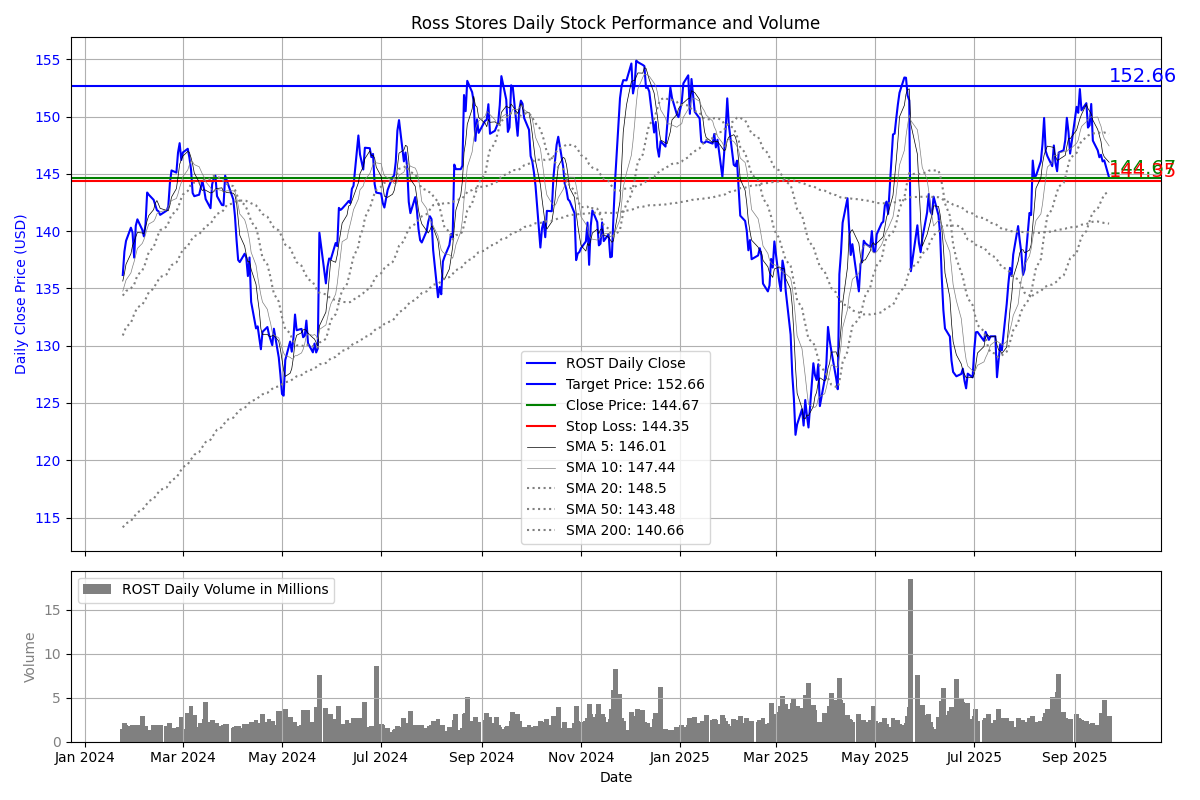 Ross Stores Daily Stock Performance and Volume
155
150
145
140
135
130
125
120
115
Daily Close Price (USD)
152.66
144.67
144.35
ROST Daily Close
Target Price: 152.66
Close Price: 144.67
Stop Loss: 144.35
SMA 5: 146.01
SMA 10: 147.44
SMA 20: 148.5
SMA 50: 143.48
SMA 200: 140.66
ROST Daily Volume in Millions
15
10
5
0
Volume
Jan 2024
Mar 2024
May 2024
Jul 2024
Sep 2024
Nov 2024
Jan 2025
Mar 2025
May 2025
Jul 2025
Sep 2025
Date